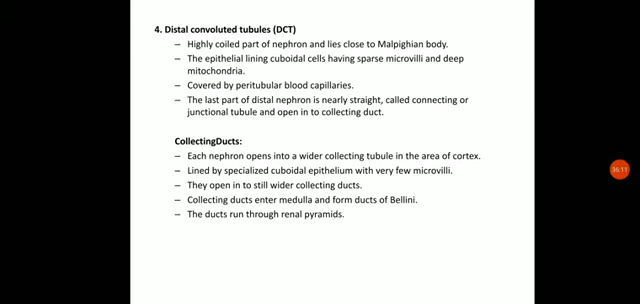 4. Distal convoluted tubules (DCT)
– Highly coiled part of nephron and lies close to Malpighian body.
– The epithelial lining cuboidal cells having sparse microvilli and deep
mitochondria.
– Covered by peritubular blood capillaries.
– The last part of distal nephron is nearly straight, called connecting or
junctional tubule and open in to collecting duct.
CollectingDucts:
– Each nephron opens into a wider collecting tubule in the area of cortex.
– Lined by specialized cuboidal epithelium with very few microvilli.
– They open in to still wider collecting ducts.
– Collecting ducts enter medulla and form ducts of Bellini.
– The ducts run through renal pyramids.
35:11